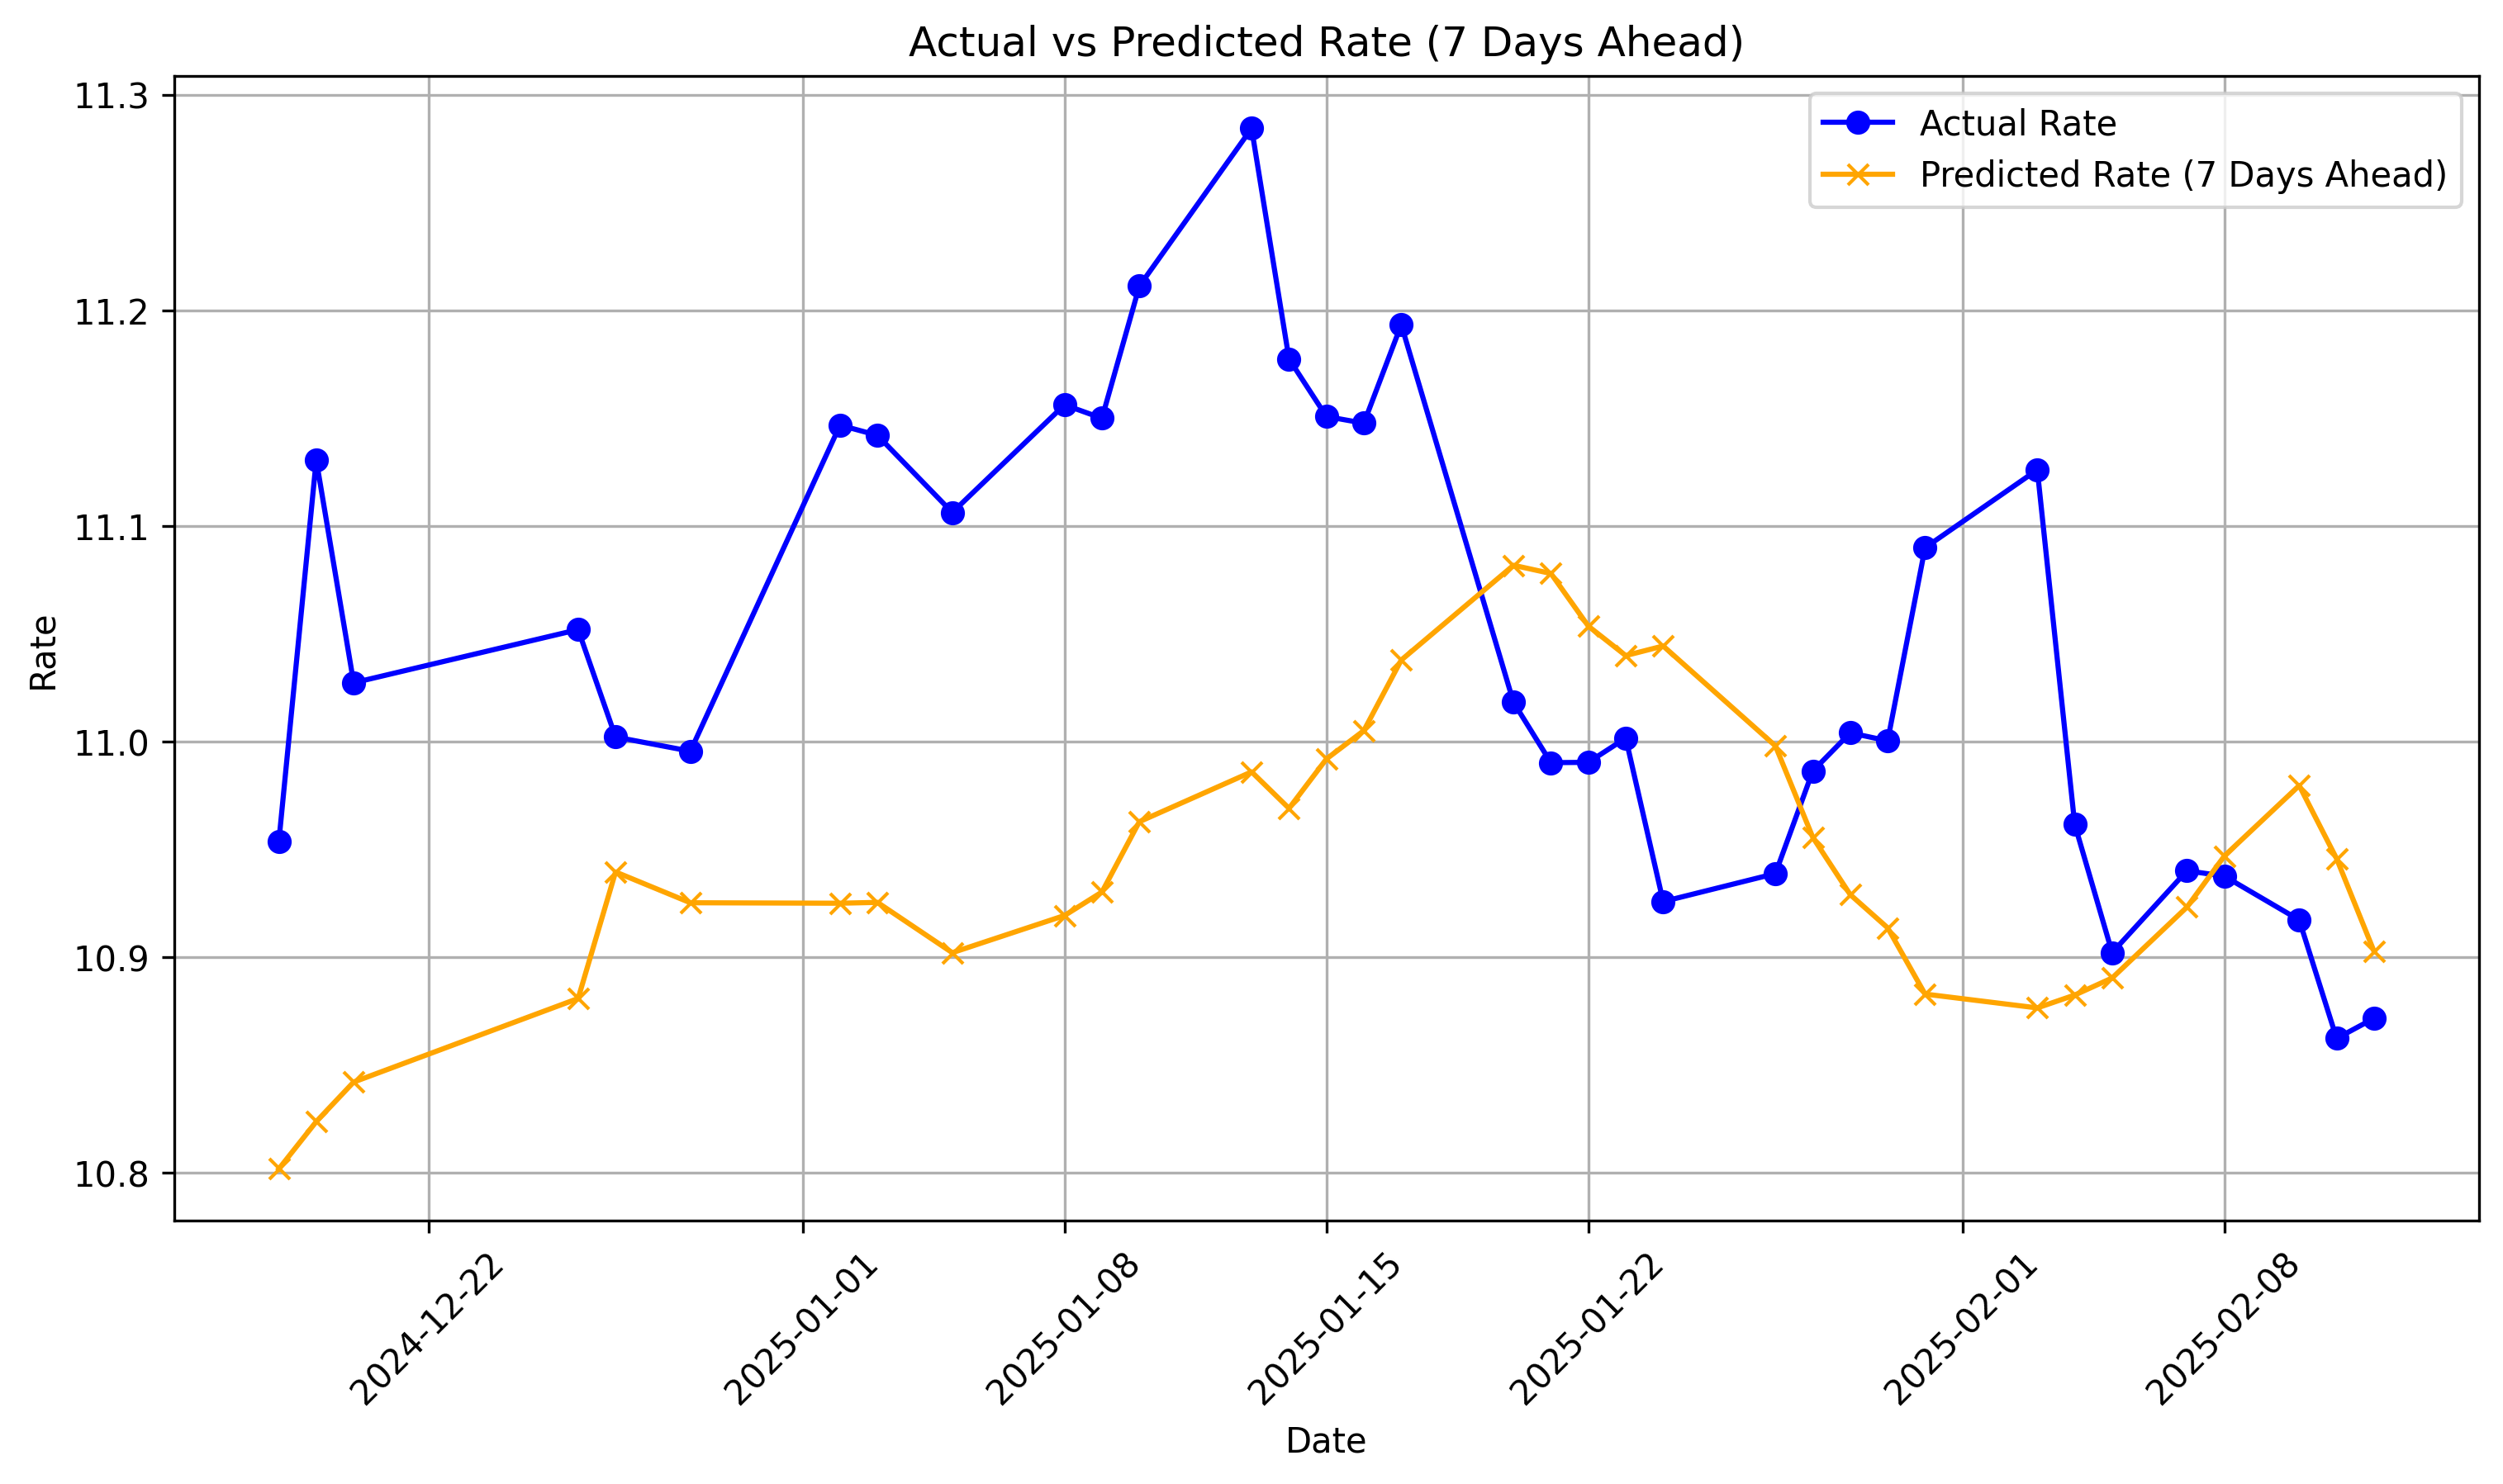 Actual vs Predicted Rate (7 Days Ahead)
11.3
11.2
11.1
11.0
10.9
10.8
Rate
Actual Rate
Predicted Rate (7 Days Ahead)
2024-12-22
2025-01-01
2025-01-08
2025-01-15
2025-01-22
2025-02-01
2025-02-08
Date